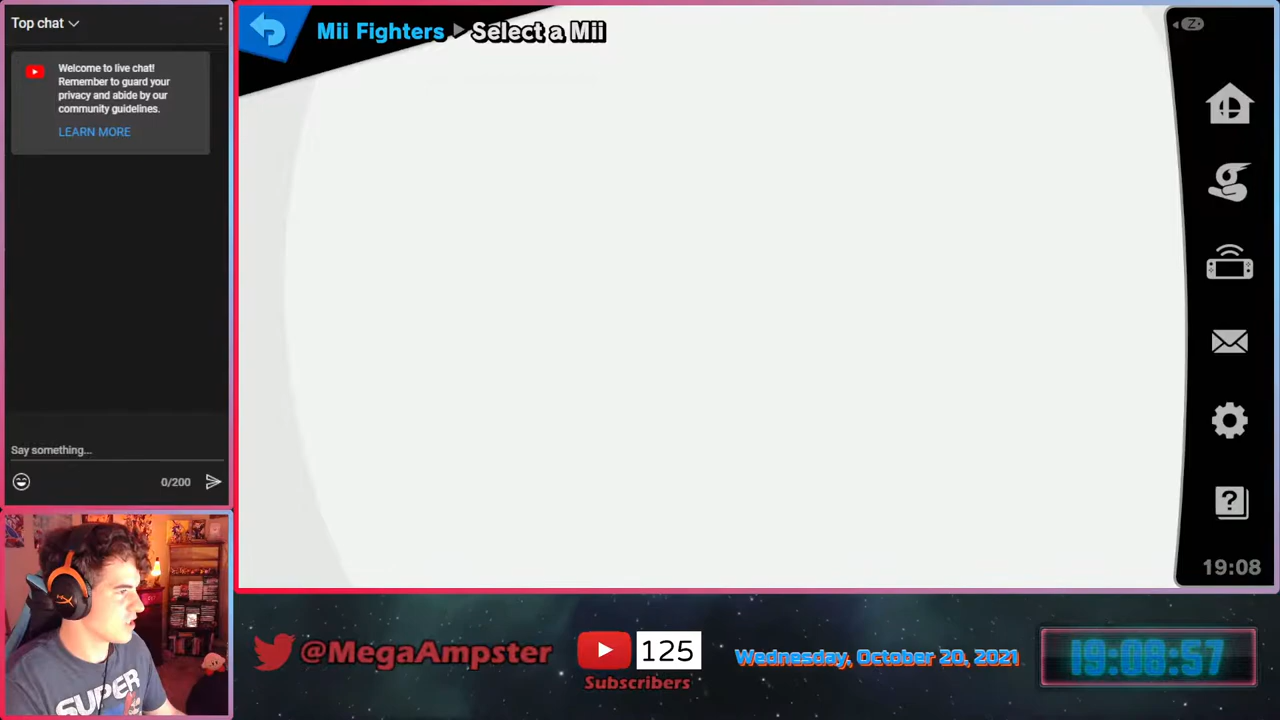 Top chat
Welcome to live chat!
Remember to guard your
privacy and abide by our
community guidelines.
LEARN MORE
Say something...
0/200
Mii Fighters
Select a Mii
Z
?
19:08
SUPER
@MegaAmpster
125
Subscribers
Wednesday, October 20, 2021
19:08:57